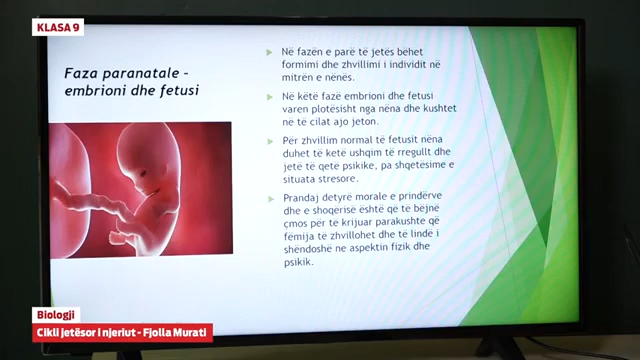 KLASA 9
Faza paranatale -
embrioni dhe fetusi
Në fazën e parë të jetës bëhet
formimi dhe zhvillimi i individit në
mitrën e nënës.
Në këtë fazë embrioni dhe fetusi
varen plotësisht nga nëna dhe kushtet
në të cilat ajo jeton.
Për zhvillim normal të fetusit nëna
duhet të ketë ushqim të rregullt dhe
jetë të qetë psikike, pa shqetësime e
situata stresore.
Prandaj detyrë morale e prindërve
dhe e shoqërisë është që të bëjnë
çmos për të krijuar parakushte që
fëmija të zhvillohet dhe të linde i
shëndoshë ne aspektin fizik dhe
psikik.
Biologji
Cikli jetësor i njeriut - Fjolla Murati